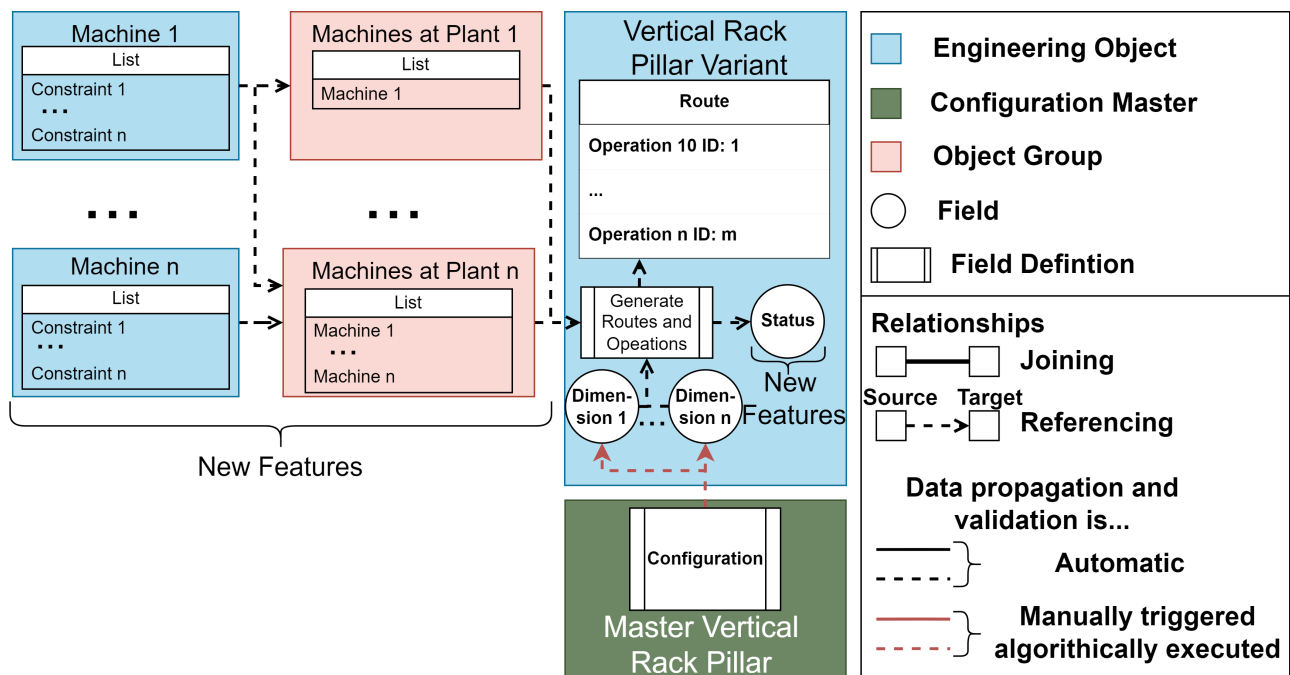 Machine 1
List
Constraint 1
...
Constraint n
Machines at Plant 1
List
Machine 1
...
...
Machine n
List
Constraint 1
...
Constraint n
Machines at Plant n
List
Machine 1
...
Machine n
New Features
Vertical Rack
Pillar Variant
Route
Operation 10 ID: 1
...
Operation n ID: m
Generate
Routes and
Opeations
Status
New
Features
Dimen-
sion 1
...
Dimen-
sion n
Configuration
Master Vertical
Rack Pillar
Engineering Object
Configuration Master
Object Group
Field
Field Defintion
Relationships
Joining
Source
Target
Referencing
Data propagation and
validation is...
Automatic
Manually triggered
algorithically executed